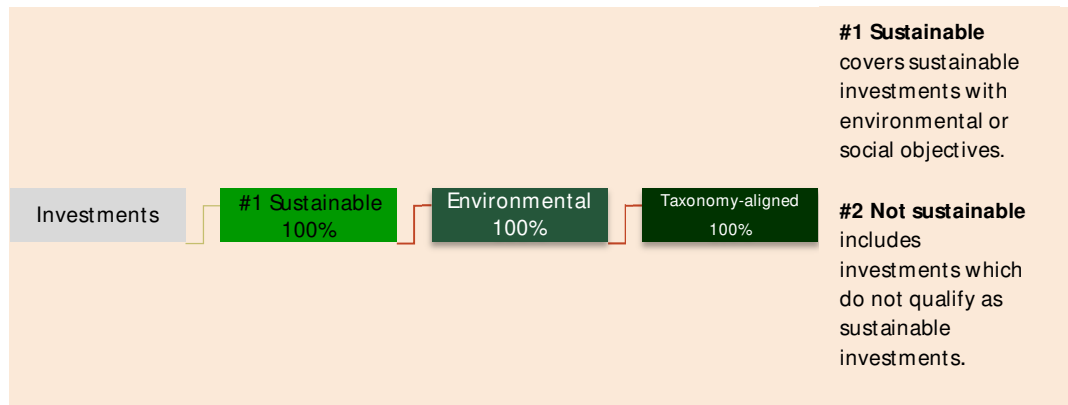 Investments
#1 Sustainable
100%
Environmental
100%
Taxonomy-aligned
100%
#1 Sustainable
covers sustainable
investments with
environmental or
social objectives.
#2 Not sustainable
includes
investments which
do not qualify as
sustainable
investments.